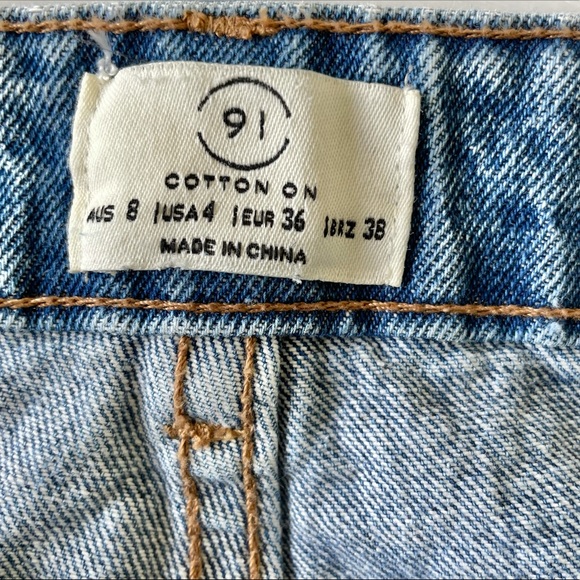 91
COTTON ON
AUS 8 |USA 4 |EUR 36 |BRZ 38
MADE IN CHINA